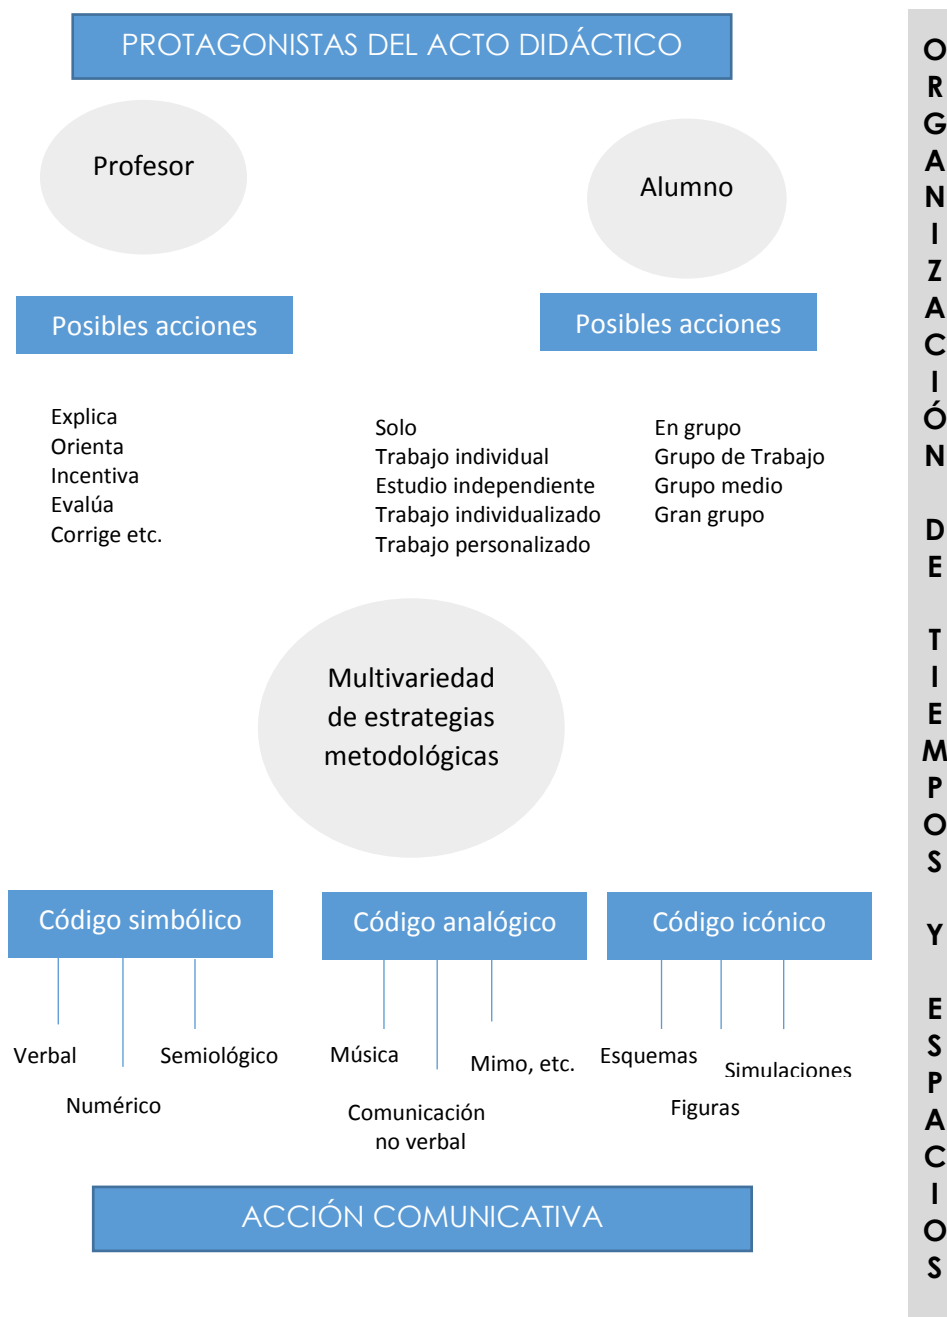 PROTAGONISTAS DEL ACTO DIDÁCTICO
Profesor
Alumno
Posibles acciones
Posibles acciones
Explica
Orienta
Incentiva
Evalúa
Corrige etc.
Solo
Trabajo individual
Estudio independiente
Trabajo individualizado
Trabajo personalizado
En grupo
Grupo de Trabajo
Grupo medio
Gran grupo
Multivariedad
de estrategias
metodológicas
Código simbólico
Código analógico
Código icónico
Verbal
Numérico
Semiológico
Música
Comunicación
no verbal
Mimo, etc.
Esquemas
Figuras
Simulaciones
ACCIÓN COMUNICATIVA
ORGANIZACIÓN DE TIEMPOS Y ESPACIOS